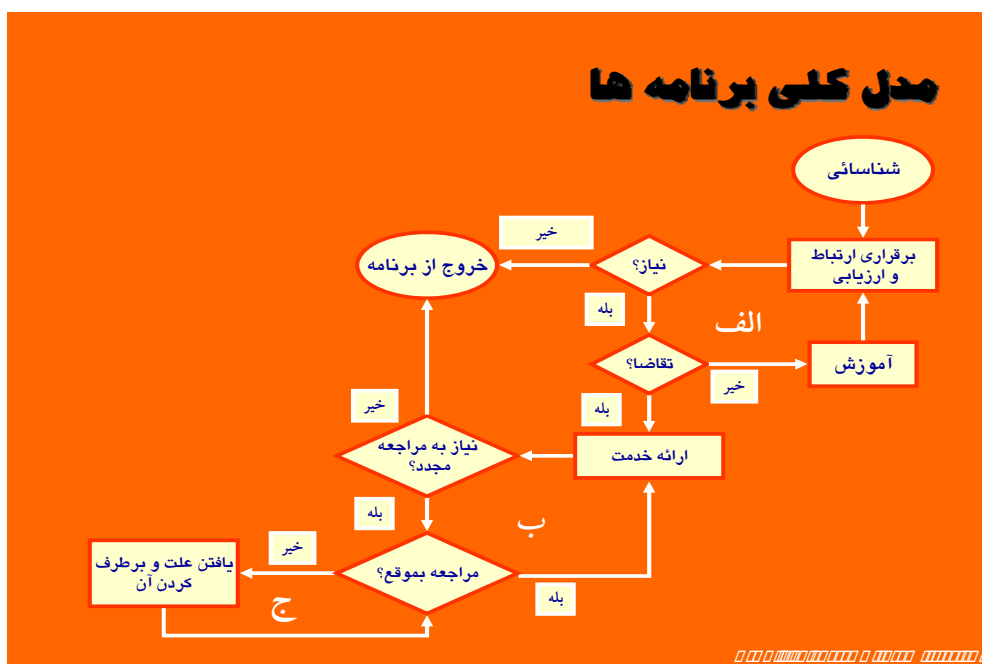 مدل کلی برنامه ها
شناسائی
برقراری ارتباط
و ارزیابی
نیاز؟
خیر
خروج از برنامه
بله
الف
تقاضا؟
خیر
آموزش
بله
ارائه خدمت
نیاز به مراجعه
مجدد؟
خیر
بله
ب
مراجعه بموقع؟
بله
خیر
یافتن علت و برطرف
کردن آن
ج